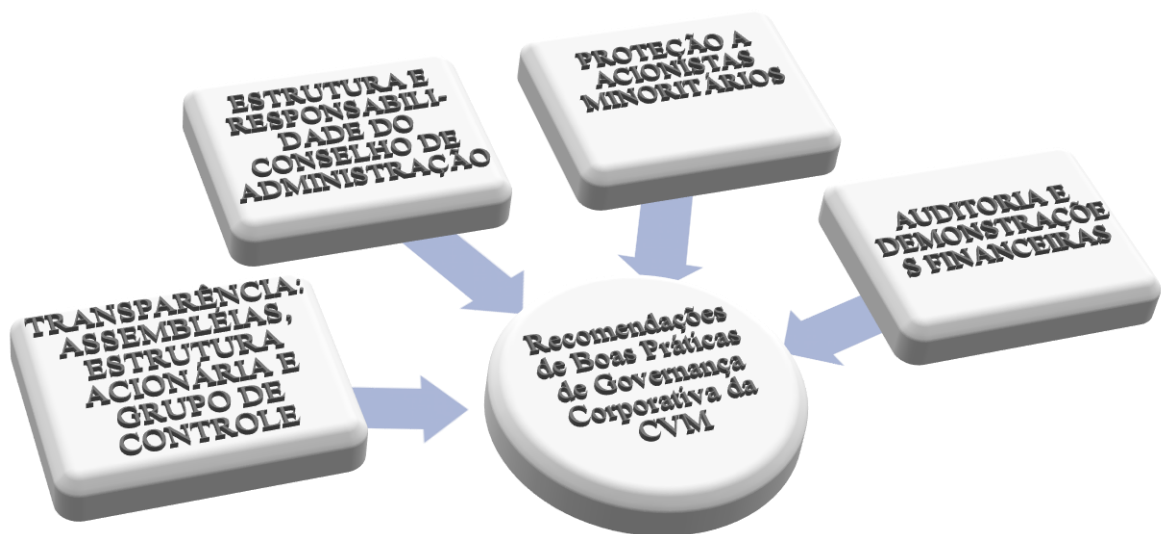 TRANSPARÊNCIA:
ASSEMBLÉIAS,
ESTRUTURA
ACIONÁRIA E
GRUPO DE
CONTROLE
ESTRUTURA E
RESPONSABILI-
DADE DO
CONSELHO DE
ADMINISTRAÇÃO
PROTEÇÃO A
ACIONISTAS
MINORITÁRIOS
AUDITORIA E
DEMONSTRAÇÕE
S FINANCEIRAS
Recomendações
de Boas Práticas
de Governança
Corporativa da
CVM